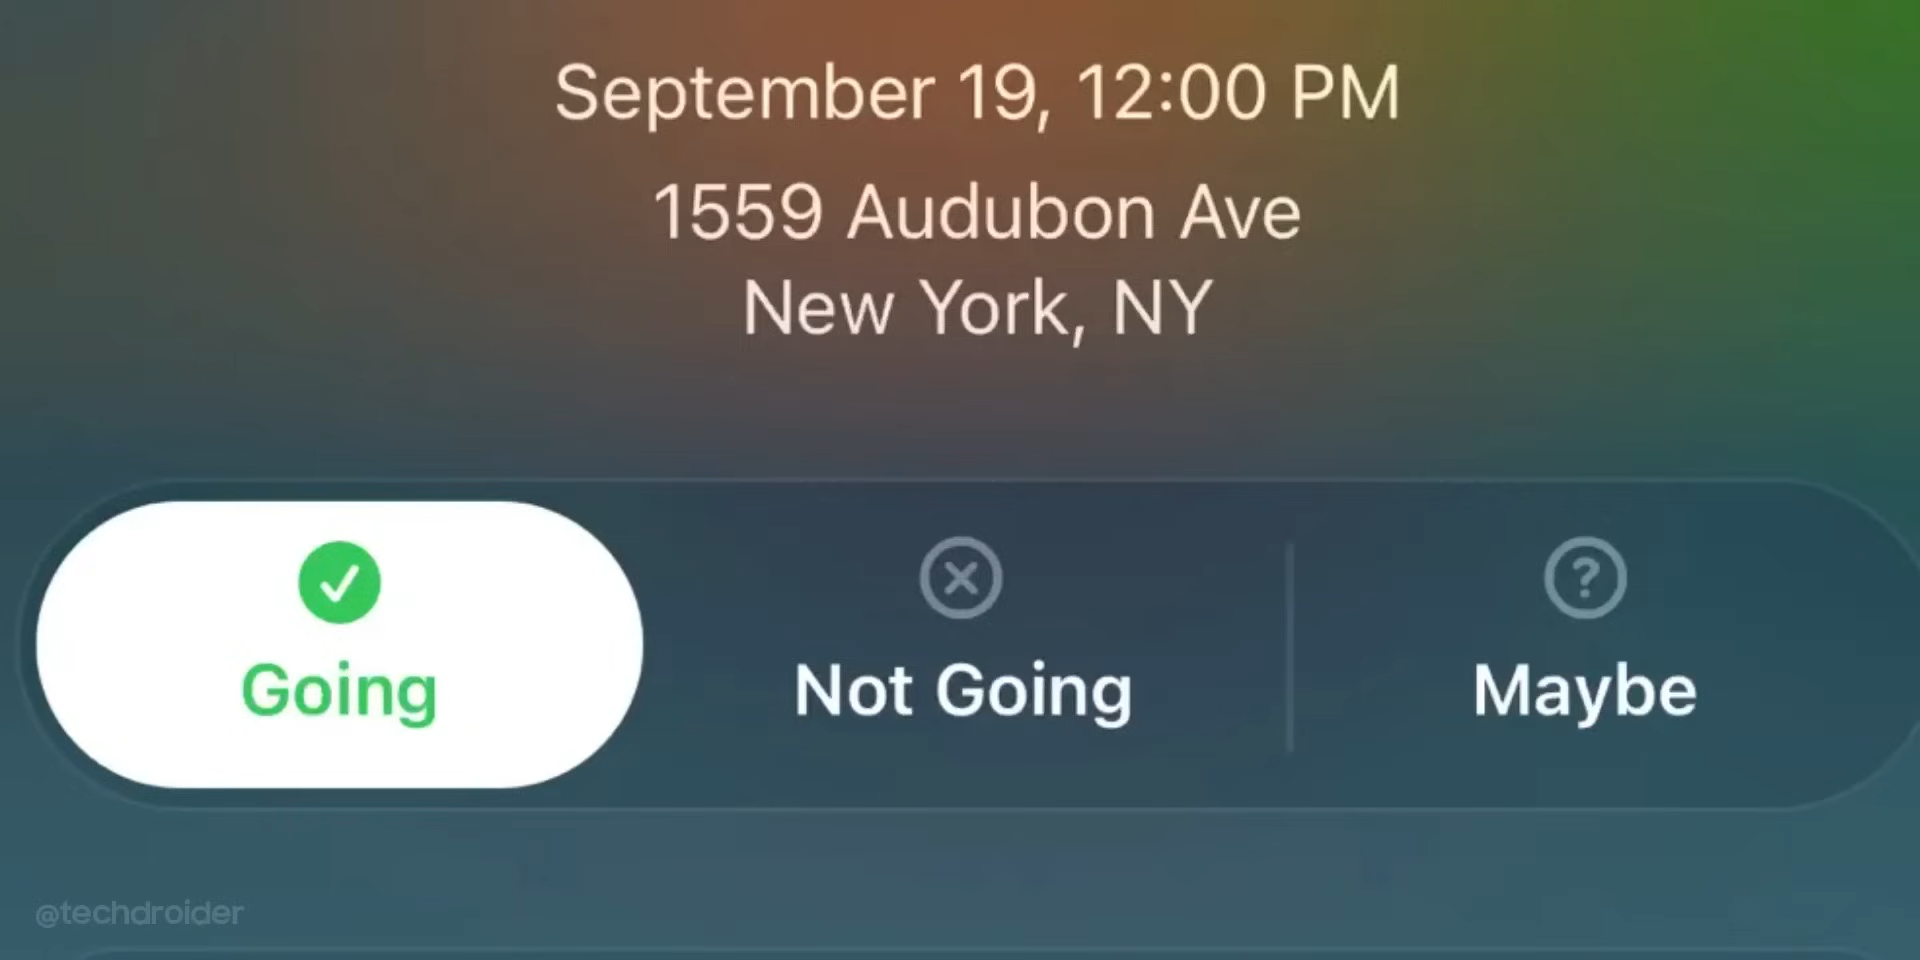 September 19, 12:00 PM
1559 Audubon Ave
New York, NY
Going
Not Going
Maybe
@techdroider